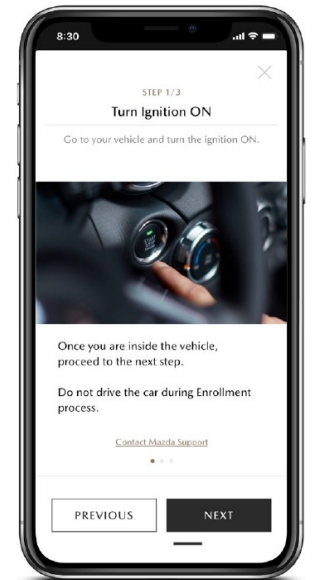 8:30
STEP 1/3
Turn Ignition ON
Go to your vehicle and turn the ignition ON.
Once you are inside the vehicle,
proceed to the next step.
Do not drive the car during Enrollment
process.
Contact Mazda Support
PREVIOUS
NEXT